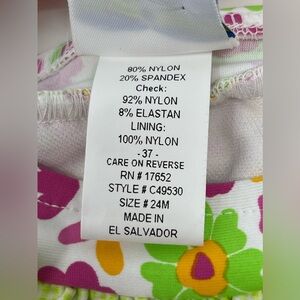 80% NYLON
20% SPANDEX
Check:
92% NYLON
8% ELASTAN
LINING:
100% NYLON
- 37 -
CARE ON REVERSE
RN # 17652
STYLE # C49530
SIZE # 24M
MADE IN
EL SALVADOR